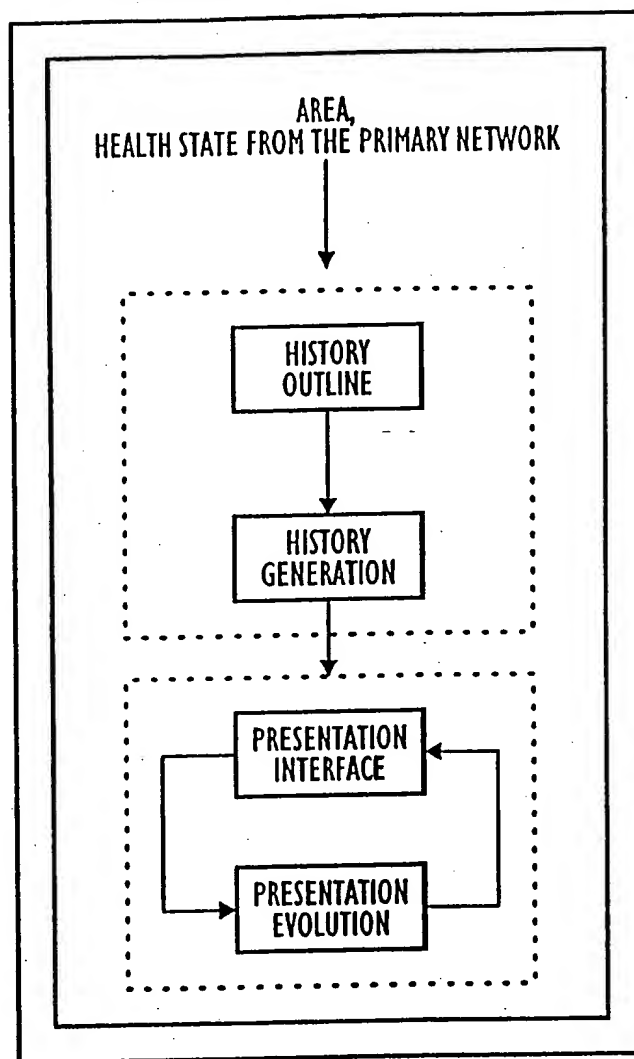 AREA,
HEALTH STATE FROM THE PRIMARY NETWORK
HISTORY
OUTLINE
HISTORY
GENERATION
PRESENTATION
INTERFACE
PRESENTATION
EVOLUTION